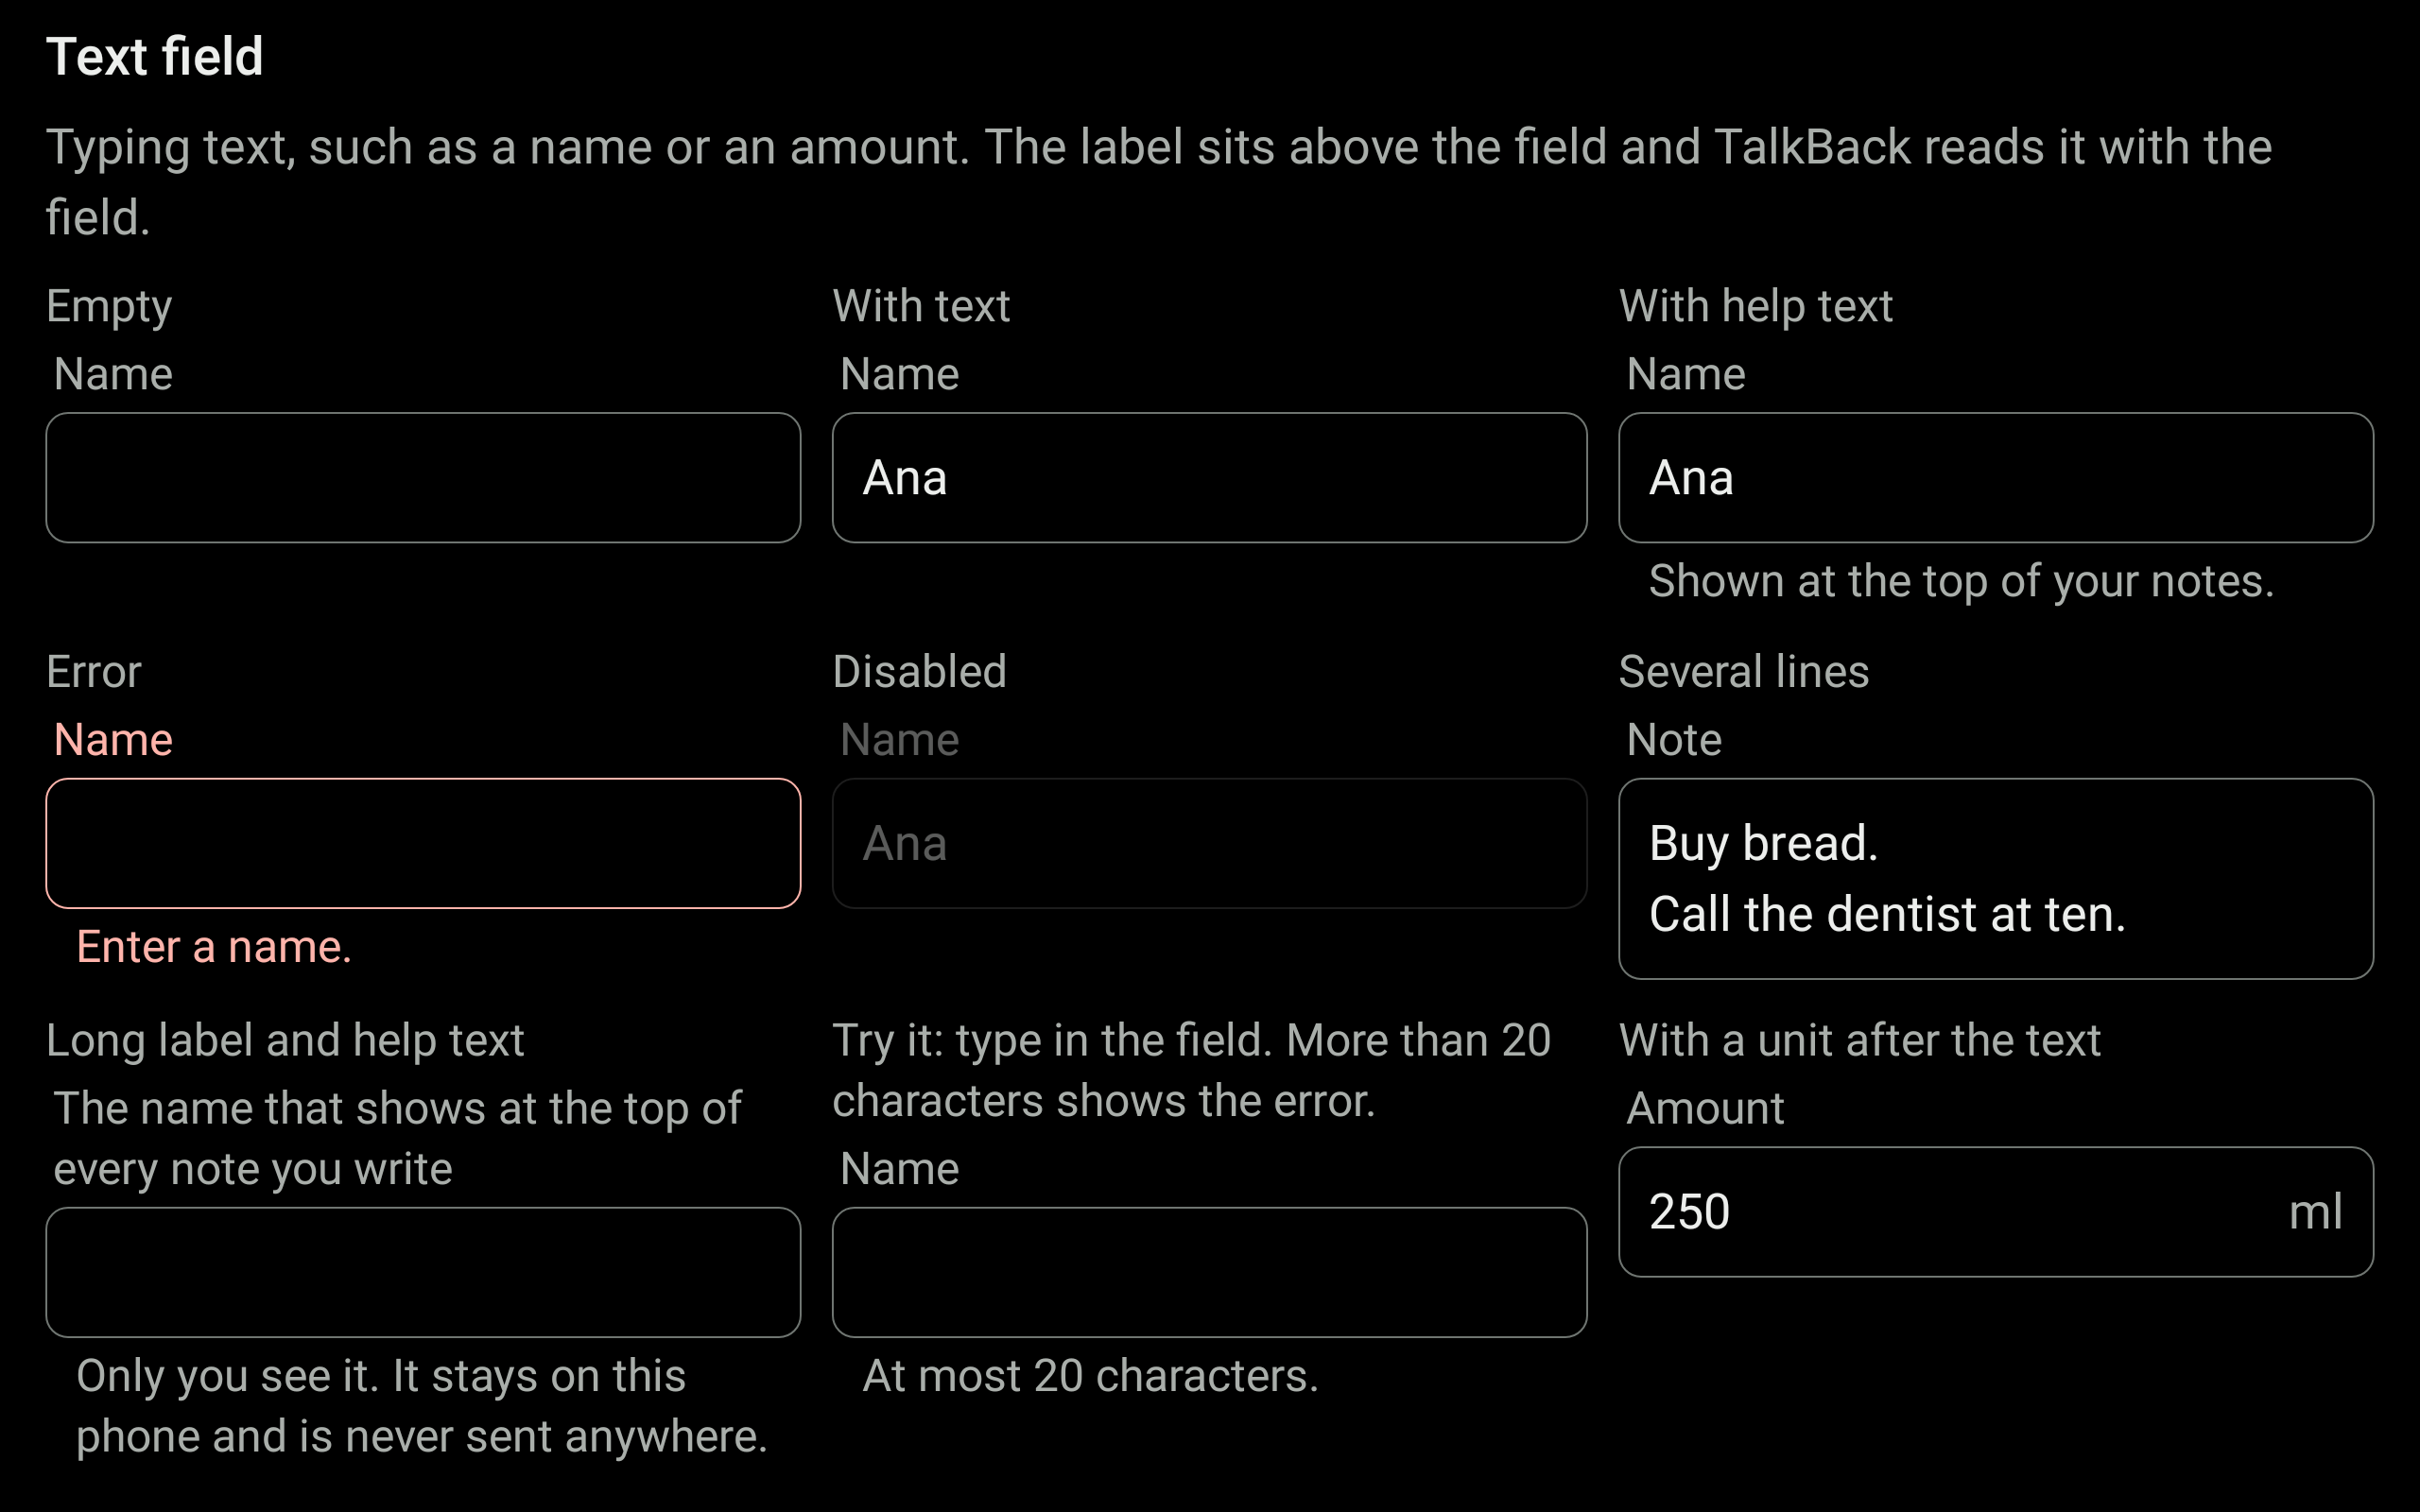 Text field
Typing text, such as a name or an amount. The label sits above the field and TalkBack reads it with the
field.
Empty
Name
With text
Name
Ana
With help text
Name
Ana
Shown at the top of your notes.
Error
Name
Enter a name.
Disabled
Name
Ana
Several lines
Note
Buy bread.
Call the dentist at ten.
Long label and help text
The name that shows at the top of
every note you write
Only you see it. It stays on this
phone and is never sent anywhere.
Try it: type in the field. More than 20
characters shows the error.
Name
At most 20 characters.
With a unit after the text
Amount
250 ml